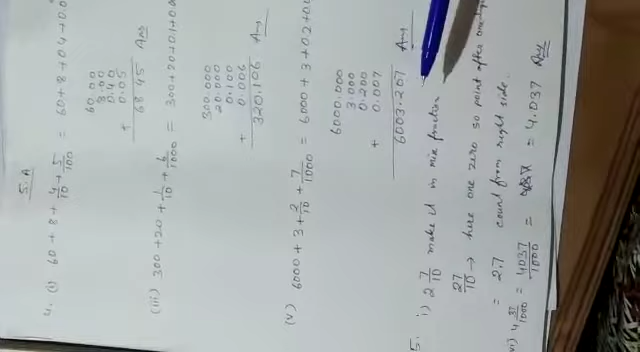 5.A
4. (i) 60 + 8 + 4/10 + 5/100 = 60 + 8 + 0.4 + 0.0
60.00
8.00
0.40
+ 0.05
68.45 Ans
(iii) 300 + 20 + 1/10 + 6/1000 = 300 + 20 + 0.1 + 0.0
300.000
20.000
0.100
+ 0.006
320.106 Ans
(v) 6000 + 3 + 2/10 + 7/1000 = 6000 + 3 + 0.2 + 0.0
6000.000
3.000
0.200
+ 0.007
6003.207 Ans
5. i) 2 7/10 make it in mix fraction
27/10 → here one zero so point after one
= 2.7 count from right side.
vi) 4 37/1000 = 4037/1000 = = 4.037 Ans